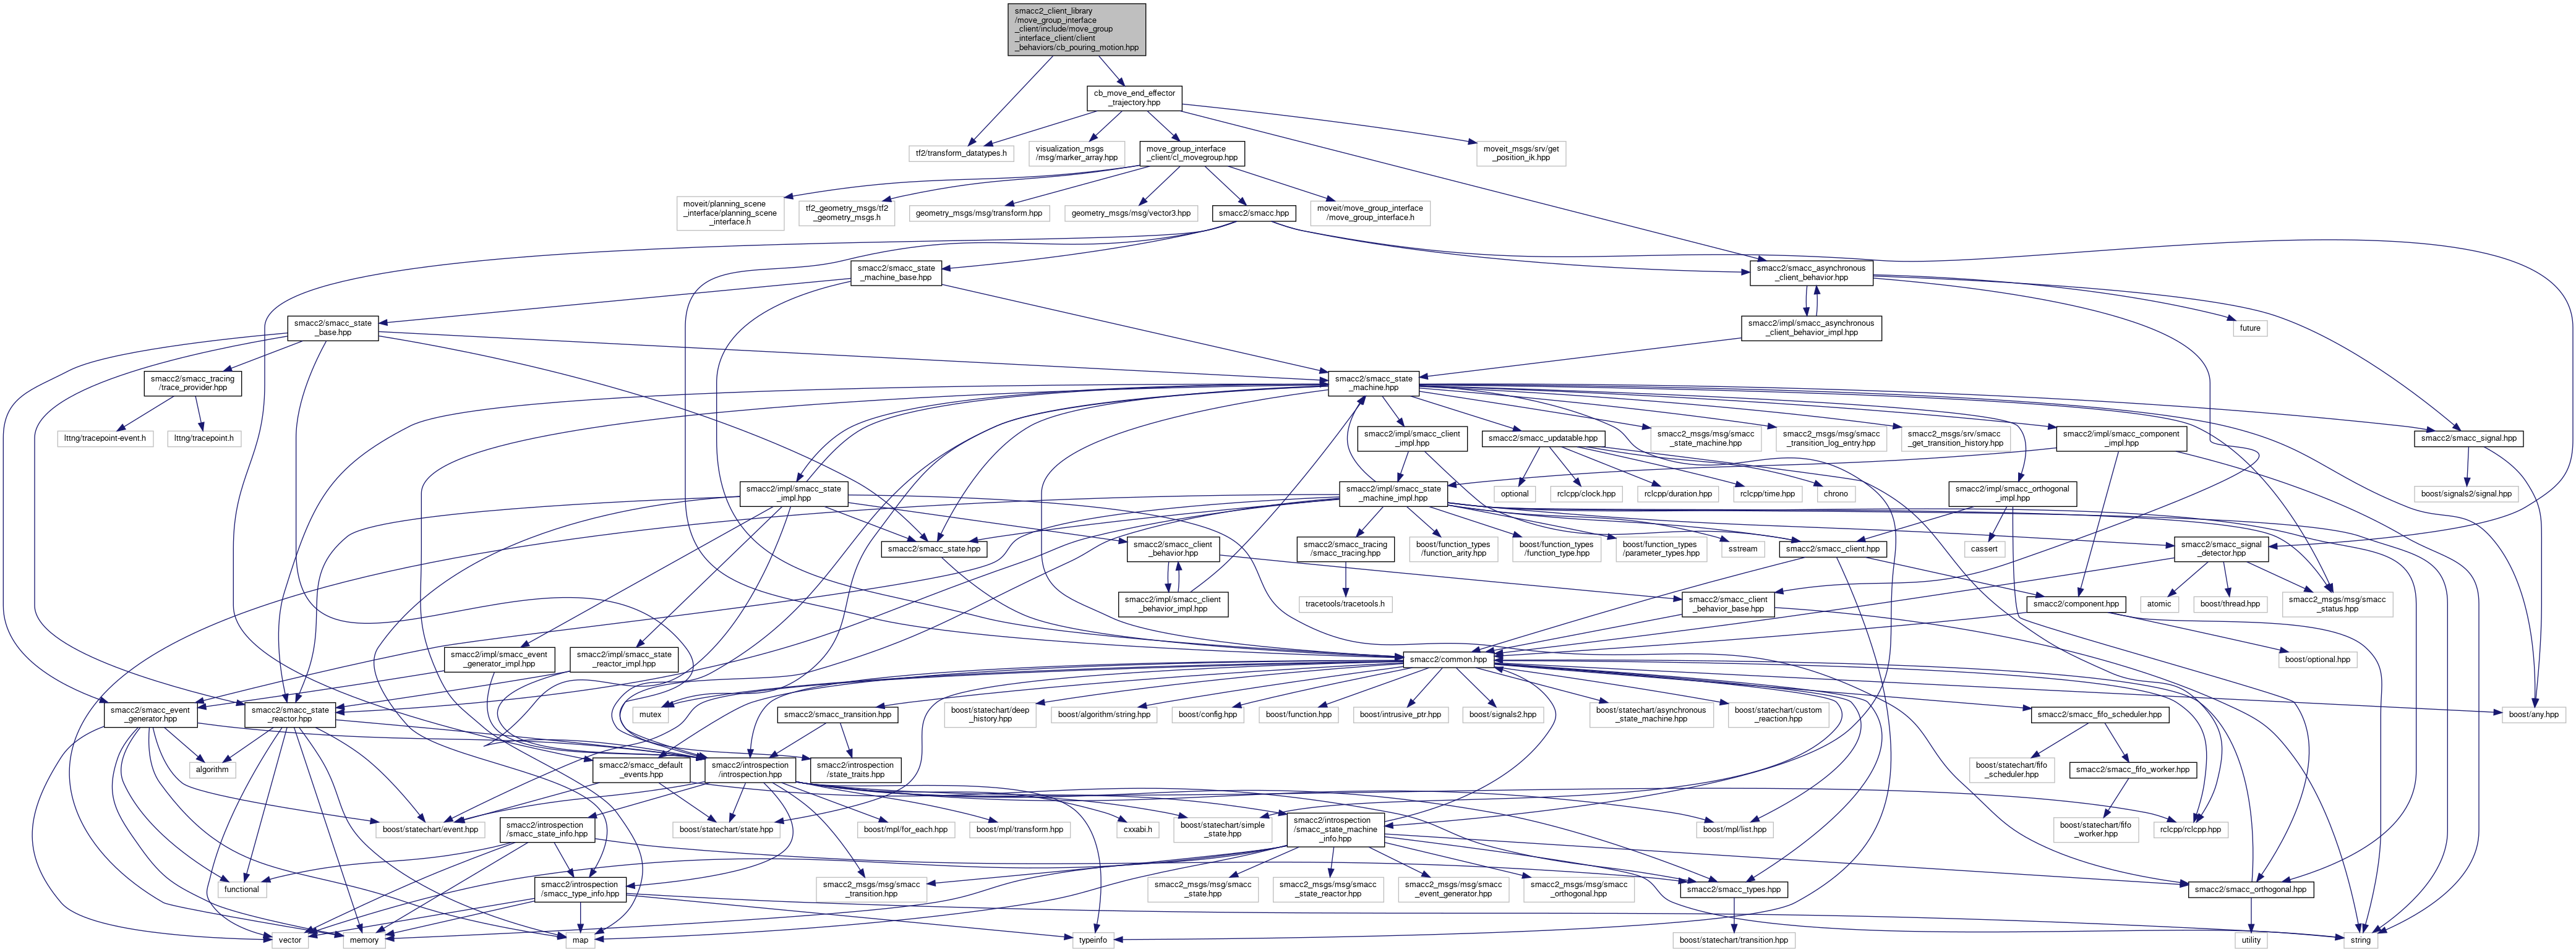 smacc2_client_library
/move_group_interface
_client/include/move_group
_interface_client/client
_behaviors/cb_pouring_motion.hpp
cb_move_end_effector
_trajectory.hpp
tf2/transform_datatypes.h
visualization_msgs
/msg/marker_array.hpp
move_group_interface
_client/cl_movegroup.hpp
moveit_msgs/srv/get
_position_ik.hpp
moveit/planning_scene
_interface/planning_scene
_interface.h
tf2_geometry_msgs/tf2
_geometry_msgs.h
geometry_msgs/msg/transform.hpp
geometry_msgs/msg/vector3.hpp
smacc2/smacc.hpp
moveit/move_group_interface
/move_group_interface.h
smacc2/smacc_state
_machine_base.hpp
smacc2/smacc_asynchronous
_client_behavior.hpp
smacc2/smacc_state
_base.hpp
smacc2/impl/smacc_asynchronous
_client_behavior_impl.hpp
future
smacc2/smacc_tracing
/trace_provider.hpp
smacc2/smacc_state
_machine.hpp
lttng/tracepoint-event.h
lttng/tracepoint.h
smacc2/impl/smacc_client
_impl.hpp
smacc2/smacc_updatable.hpp
smacc2_msgs/msg/smacc
_state_machine.hpp
smacc2_msgs/msg/smacc
_transition_log_entry.hpp
smacc2_msgs/srv/smacc
_get_transition_history.hpp
smacc2/impl/smacc_component
_impl.hpp
smacc2/smacc_signal.hpp
smacc2/impl/smacc_state
_impl.hpp
smacc2/impl/smacc_state
_machine_impl.hpp
optional
rclcpp/clock.hpp
rclcpp/duration.hpp
rclcpp/time.hpp
chrono
smacc2/impl/smacc_orthogonal
_impl.hpp
boost/signals2/signal.hpp
smacc2/smacc_state.hpp
smacc2/smacc_client
_behavior.hpp
smacc2/smacc_tracing
/smacc_tracing.hpp
boost/function_types
/function_arity.hpp
boost/function_types
/function_type.hpp
boost/function_types
/parameter_types.hpp
sstream
smacc2/smacc_client.hpp
cassert
smacc2/smacc_signal
_detector.hpp
smacc2/impl/smacc_client
_behavior_impl.hpp
tracetools/tracetools.h
smacc2/smacc_client
_behavior_base.hpp
smacc2/component.hpp
atomic
boost/thread.hpp
smacc2_msgs/msg/smacc
_status.hpp
smacc2/impl/smacc_event
_generator_impl.hpp
smacc2/impl/smacc_state
_reactor_impl.hpp
smacc2/common.hpp
boost/optional.hpp
smacc2/smacc_event
_generator.hpp
smacc2/smacc_state
_reactor.hpp
mutex
smacc2/smacc_transition.hpp
boost/statechart/deep
_history.hpp
boost/algorithm/string.hpp
boost/config.hpp
boost/function.hpp
boost/intrusive_ptr.hpp
boost/signals2.hpp
boost/statechart/asynchronous
_state_machine.hpp
boost/statechart/custom
_reaction.hpp
smacc2/smacc_fifo_scheduler.hpp
boost/any.hpp
algorithm
smacc2/smacc_default
_events.hpp
smacc2/introspection
/introspection.hpp
smacc2/introspection
/state_traits.hpp
boost/statechart/fifo
_scheduler.hpp
smacc2/smacc_fifo_worker.hpp
boost/statechart/event.hpp
smacc2/introspection
/smacc_state_info.hpp
boost/statechart/state.hpp
boost/mpl/for_each.hpp
boost/mpl/transform.hpp
cxxabi.h
boost/statechart/simple
_state.hpp
smacc2/introspection
/smacc_state_machine
_info.hpp
boost/mpl/list.hpp
boost/statechart/fifo
_worker.hpp
rclcpp/rclcpp.hpp
functional
smacc2/introspection
/smacc_type_info.hpp
smacc2_msgs/msg/smacc
_transition.hpp
smacc2_msgs/msg/smacc
_state.hpp
smacc2_msgs/msg/smacc
_state_reactor.hpp
smacc2_msgs/msg/smacc
_event_generator.hpp
smacc2_msgs/msg/smacc
_orthogonal.hpp
smacc2/smacc_types.hpp
smacc2/smacc_orthogonal.hpp
vector
memory
map
typeinfo
boost/statechart/transition.hpp
utility
string